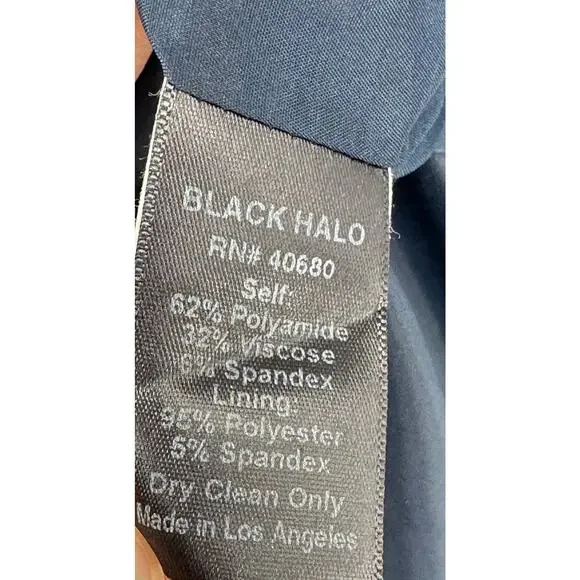 BLACK HALO
RN# 40680
Self:
62% Polyamide
32% Viscose
6% Spandex
Lining:
95% Polyester
5% Spandex
Dry Clean Only
Made in Los Angeles